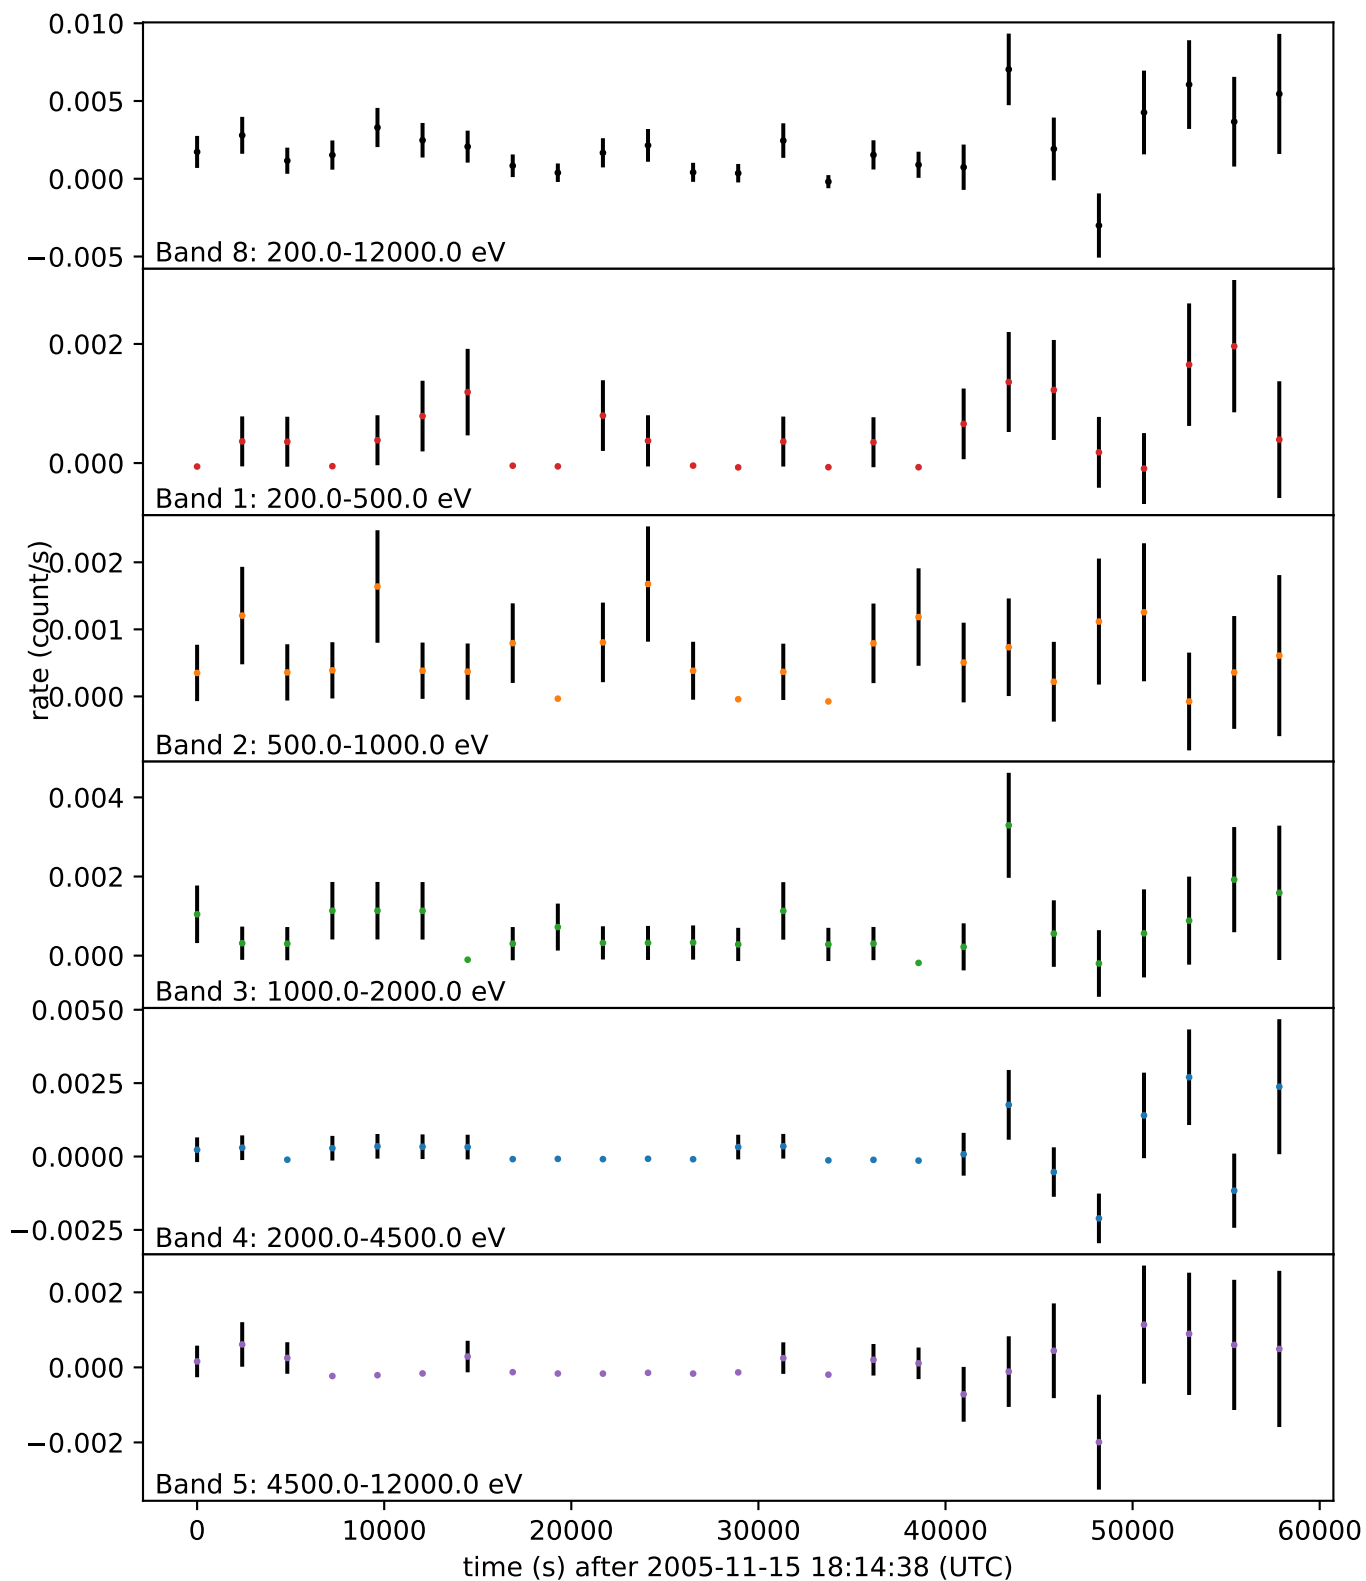 0.010
0.005
0.000
−0.005
Band 8: 200.0-12000.0 eV
0.002
0.000
Band 1: 200.0-500.0 eV
rate (count/s)
0.002
0.001
0.000
Band 2: 500.0-1000.0 eV
0.004
0.002
0.000
Band 3: 1000.0-2000.0 eV
0.0050
0.0025
0.0000
−0.0025
Band 4: 2000.0-4500.0 eV
0.002
0.000
−0.002
Band 5: 4500.0-12000.0 eV
0 10000 20000 30000 40000 50000 60000
time (s) after 2005-11-15 18:14:38 (UTC)